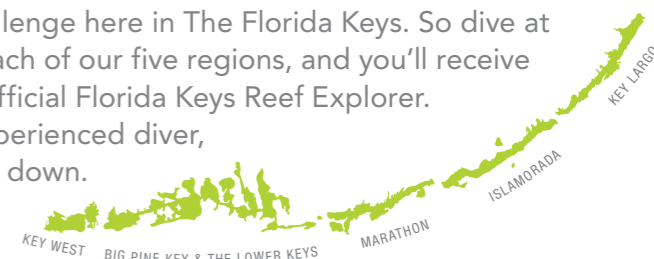 lenge here in The Florida Keys. So dive at
ach of our five regions, and you’ll receive
fficial Florida Keys Reef Explorer.
perienced diver,
down.
KEY LARGO
ISLAMORADA
MARATHON
BIG PINE KEY & THE LOWER KEYS
KEY WEST